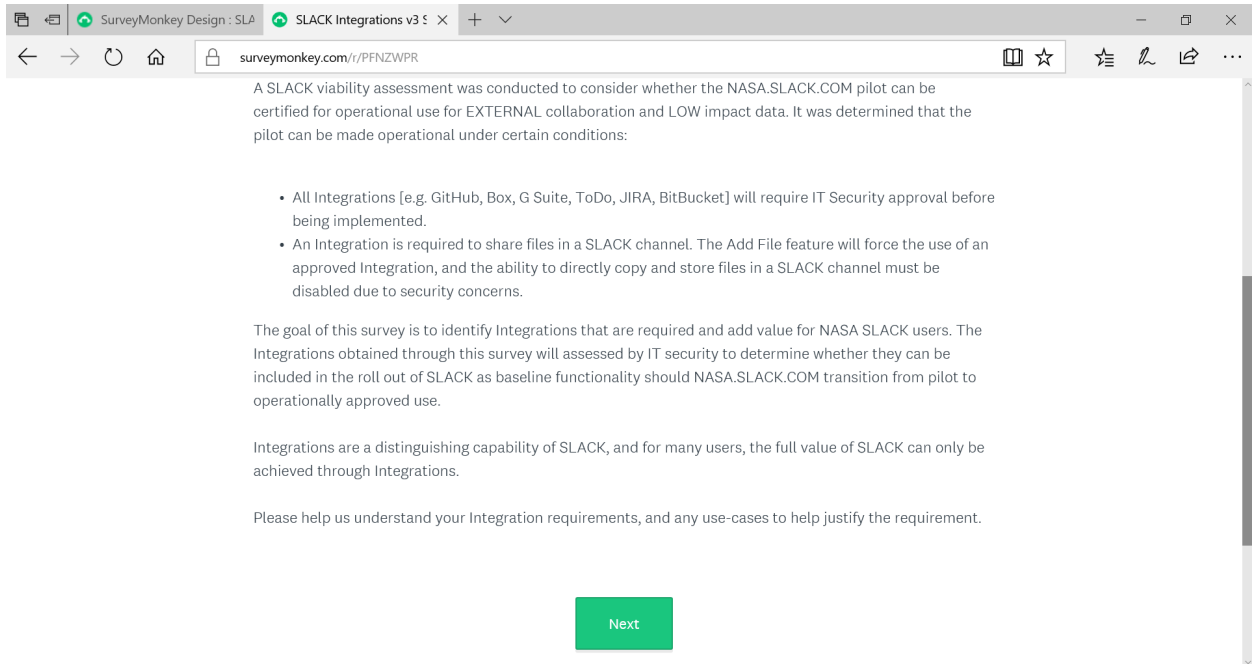 SurveyMonkey Design : SLA
SLACK Integrations v3 S
surveymonkey.com/r/PFNZWPR
A SLACK viability assessment was conducted to consider whether the NASA.SLACK.COM pilot can be
certified for operational use for EXTERNAL collaboration and LOW impact data. It was determined that the
pilot can be made operational under certain conditions:
• All Integrations [e.g. GitHub, Box, G Suite, ToDo, JIRA, BitBucket] will require IT Security approval before
being implemented.
• An Integration is required to share files in a SLACK channel. The Add File feature will force the use of an
approved Integration, and the ability to directly copy and store files in a SLACK channel must be
disabled due to security concerns.
The goal of this survey is to identify Integrations that are required and add value for NASA SLACK users. The
Integrations obtained through this survey will assessed by IT security to determine whether they can be
included in the roll out of SLACK as baseline functionality should NASA.SLACK.COM transition from pilot to
operationally approved use.
Integrations are a distinguishing capability of SLACK, and for many users, the full value of SLACK can only be
achieved through Integrations.
Please help us understand your Integration requirements, and any use-cases to help justify the requirement.
Next